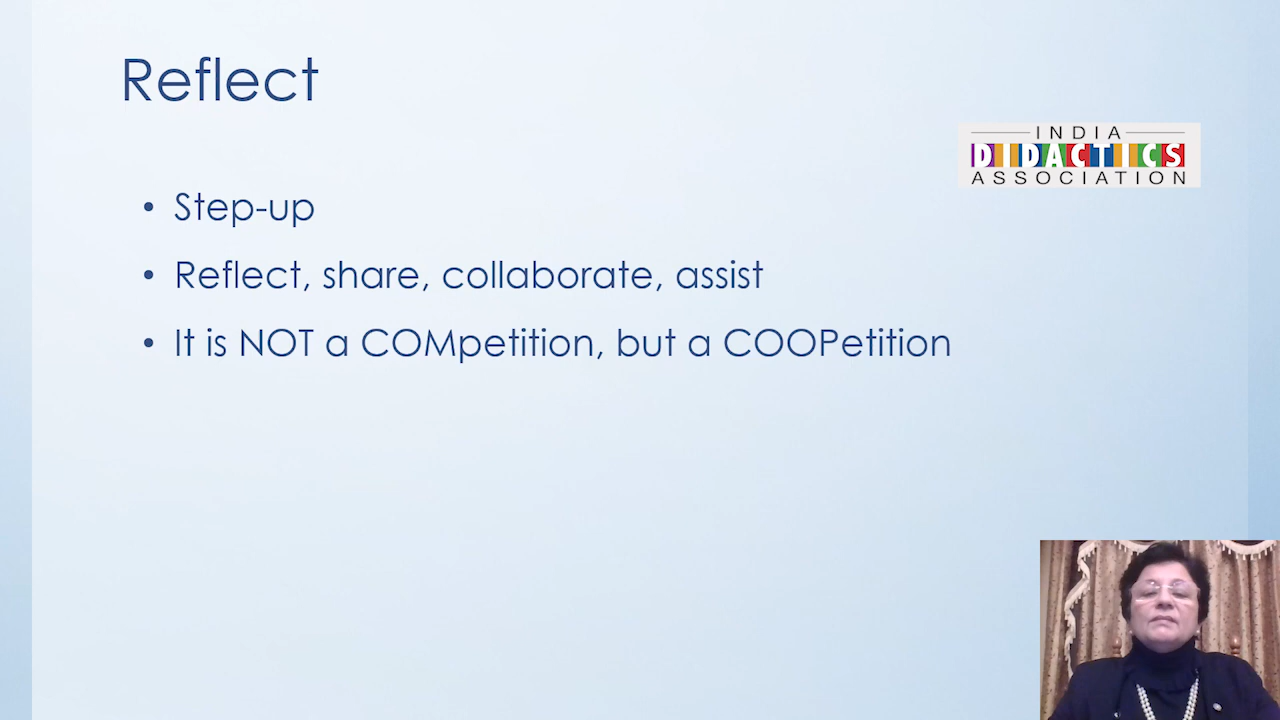 Reflect
INDIA
DIDACTICS
ASSOCIATION
• Step-up
• Reflect, share, collaborate, assist
• It is NOT a COMpetition, but a COOPetition